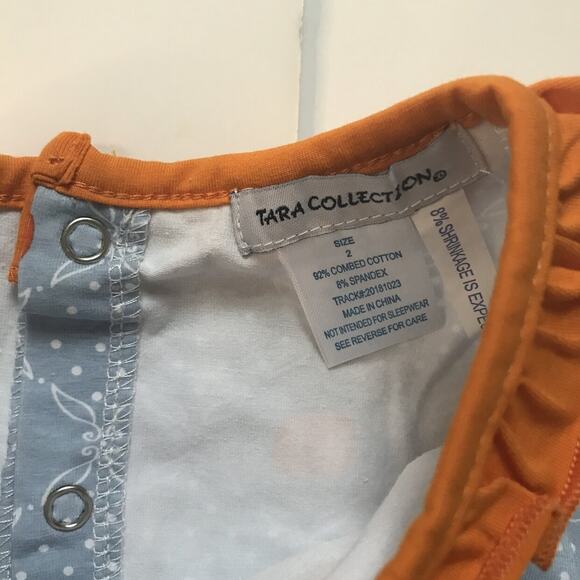 TARA COLLECTION®
SIZE
2
92% COMBED COTTON
8% SPANDEX
TRACK#:20181023
MADE IN CHINA
NOT INTENDED FOR SLEEPWEAR
SEE REVERSE FOR CARE
8% SHRINKAGE IS EXPE